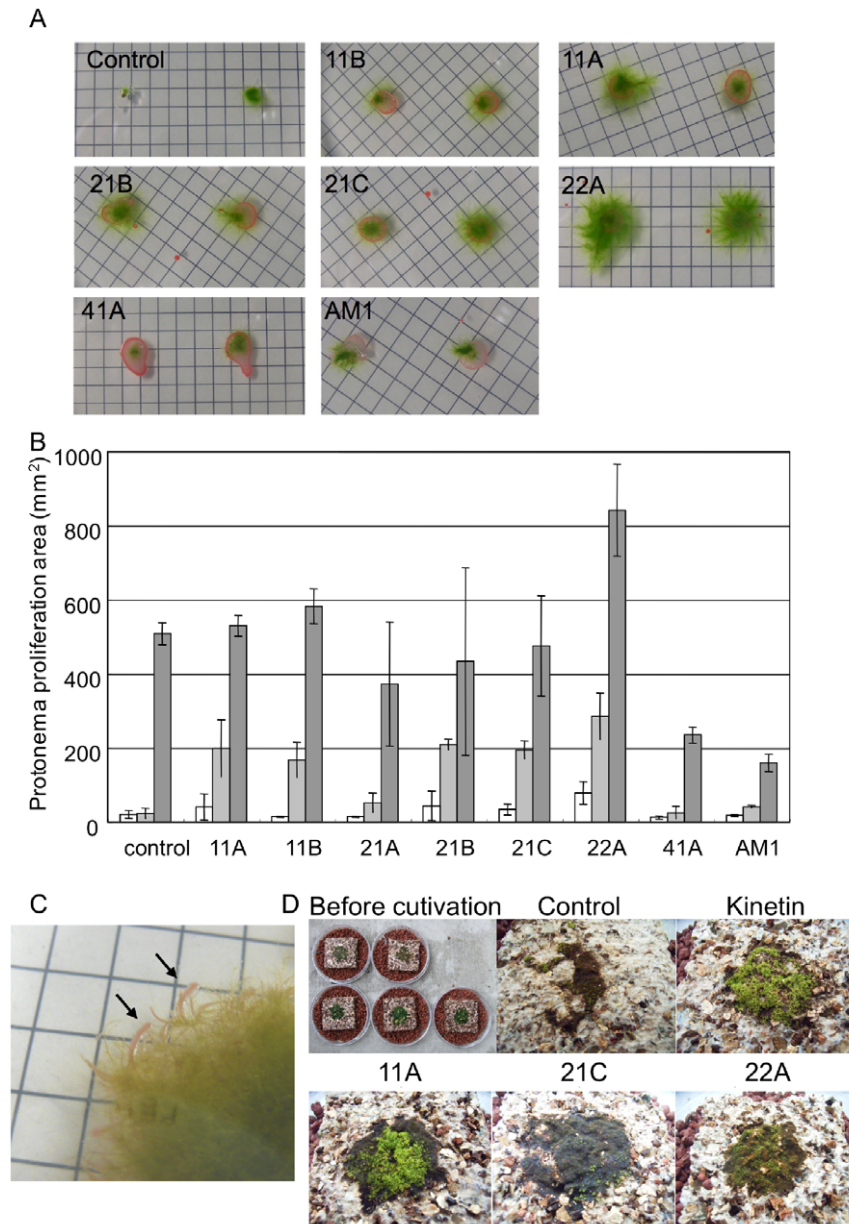 A
Control
11B
11A
21B
21C
22A
41A
AM1
B
Protonema proliferation area (mm²)
1000
800
600
400
200
0
control 11A 11B 21A 21B 21C 22A 41A AM1
C
D
Before cutivation Control Kinetin
11A 21C 22A